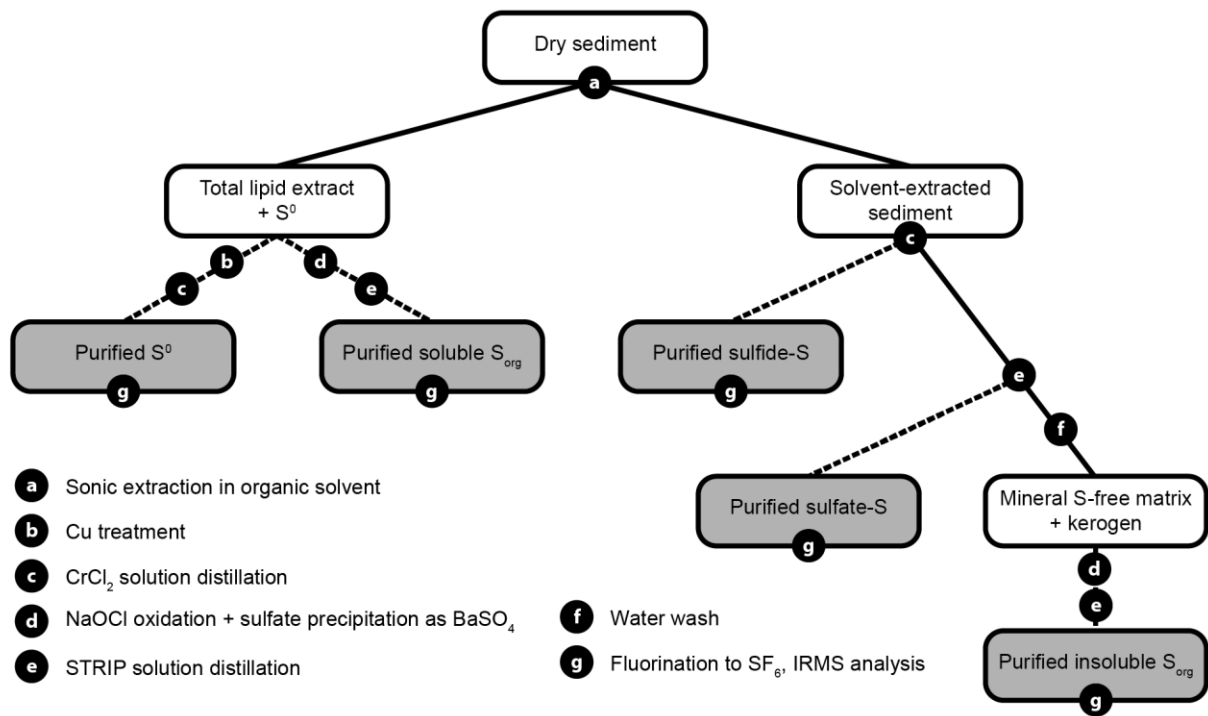 Dry sediment
a
Total lipid extract
+ S⁰
Solvent-extracted
sediment
b
d
c
e
c
Purified S⁰
g
Purified soluble Sₒᵣg
g
Purified sulfide-S
g
e
f
Purified sulfate-S
g
Mineral S-free matrix
+ kerogen
d
e
Purified insoluble Sₒᵣg
g
a Sonic extraction in organic solvent
b Cu treatment
c CrCl₂ solution distillation
d NaOCl oxidation + sulfate precipitation as BaSO₄
e STRIP solution distillation
f Water wash
g Fluorination to SF₆, IRMS analysis